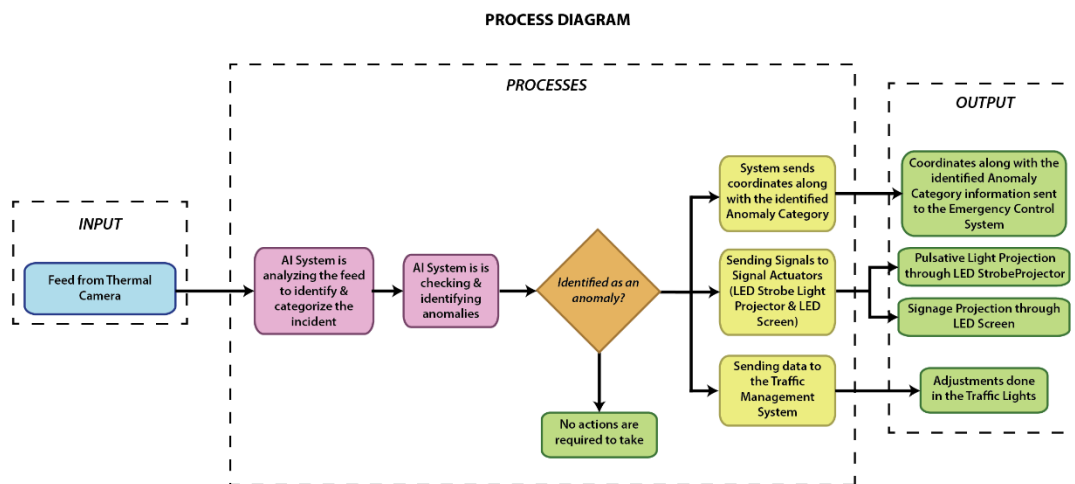 PROCESS DIAGRAM
PROCESSES
OUTPUT
INPUT
Feed from Thermal
Camera
AI System is
analyzing the feed
to identify &
categorize the
incident
AI System is is
checking &
identifying
anomalies
Identified as an
anomaly?
No actions are
required to take
System sends
coordinates along
with the identified
Anomaly Category
Sending Signals to
Signal Actuators
(LED Strobe Light
Projector & LED
Screen)
Sending data to
the Traffic
Management
System
Coordinates along with the
identified Anomaly
Category information sent
to the Emergency Control
System
Pulsative Light Projection
through LED StrobeProjector
Signage Projection through
LED Screen
Adjustments done
in the Traffic Lights